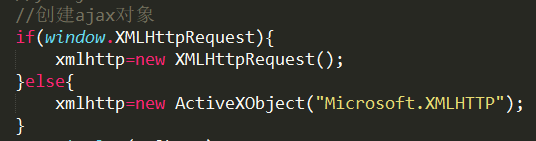 //创建ajax对象
if(window.XMLHttpRequest){
    xmlhttp=new XMLHttpRequest();
}else{
    xmlhttp=new ActiveXObject("Microsoft.XMLHTTP");
}